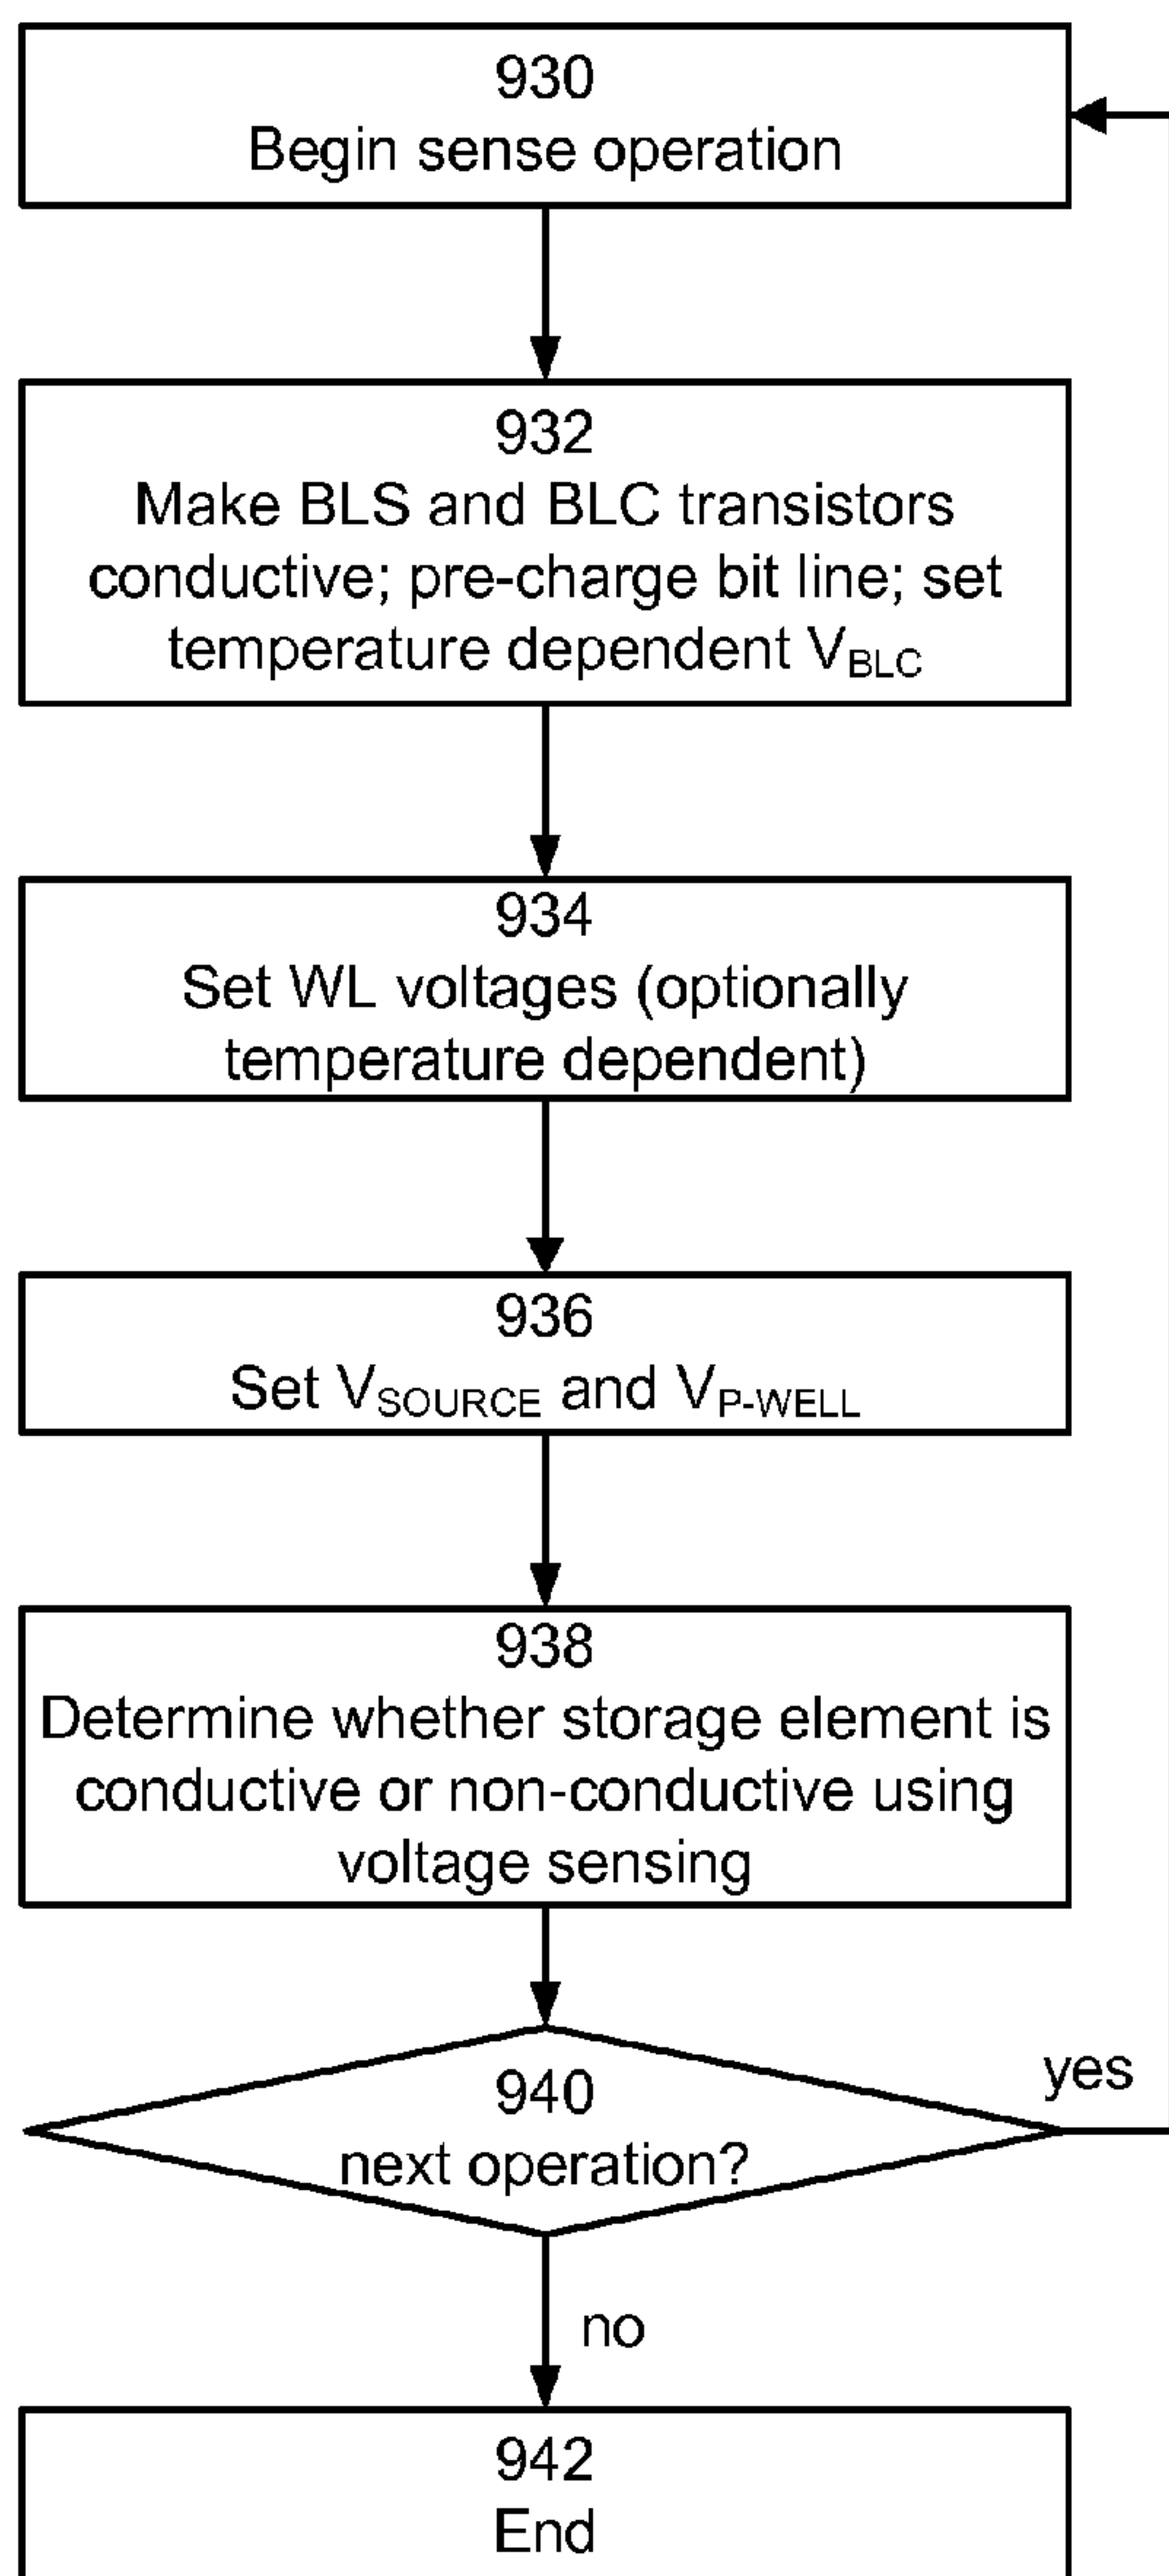 930
Begin sense operation
932
Make BLS and BLC transistors
conductive; pre-charge bit line; set
temperature dependent VBLC
934
Set WL voltages (optionally
temperature dependent)
936
Set VSOURCE and VP-WELL
938
Determine whether storage element is
conductive or non-conductive using
voltage sensing
yes
940
next operation?
no
942
End